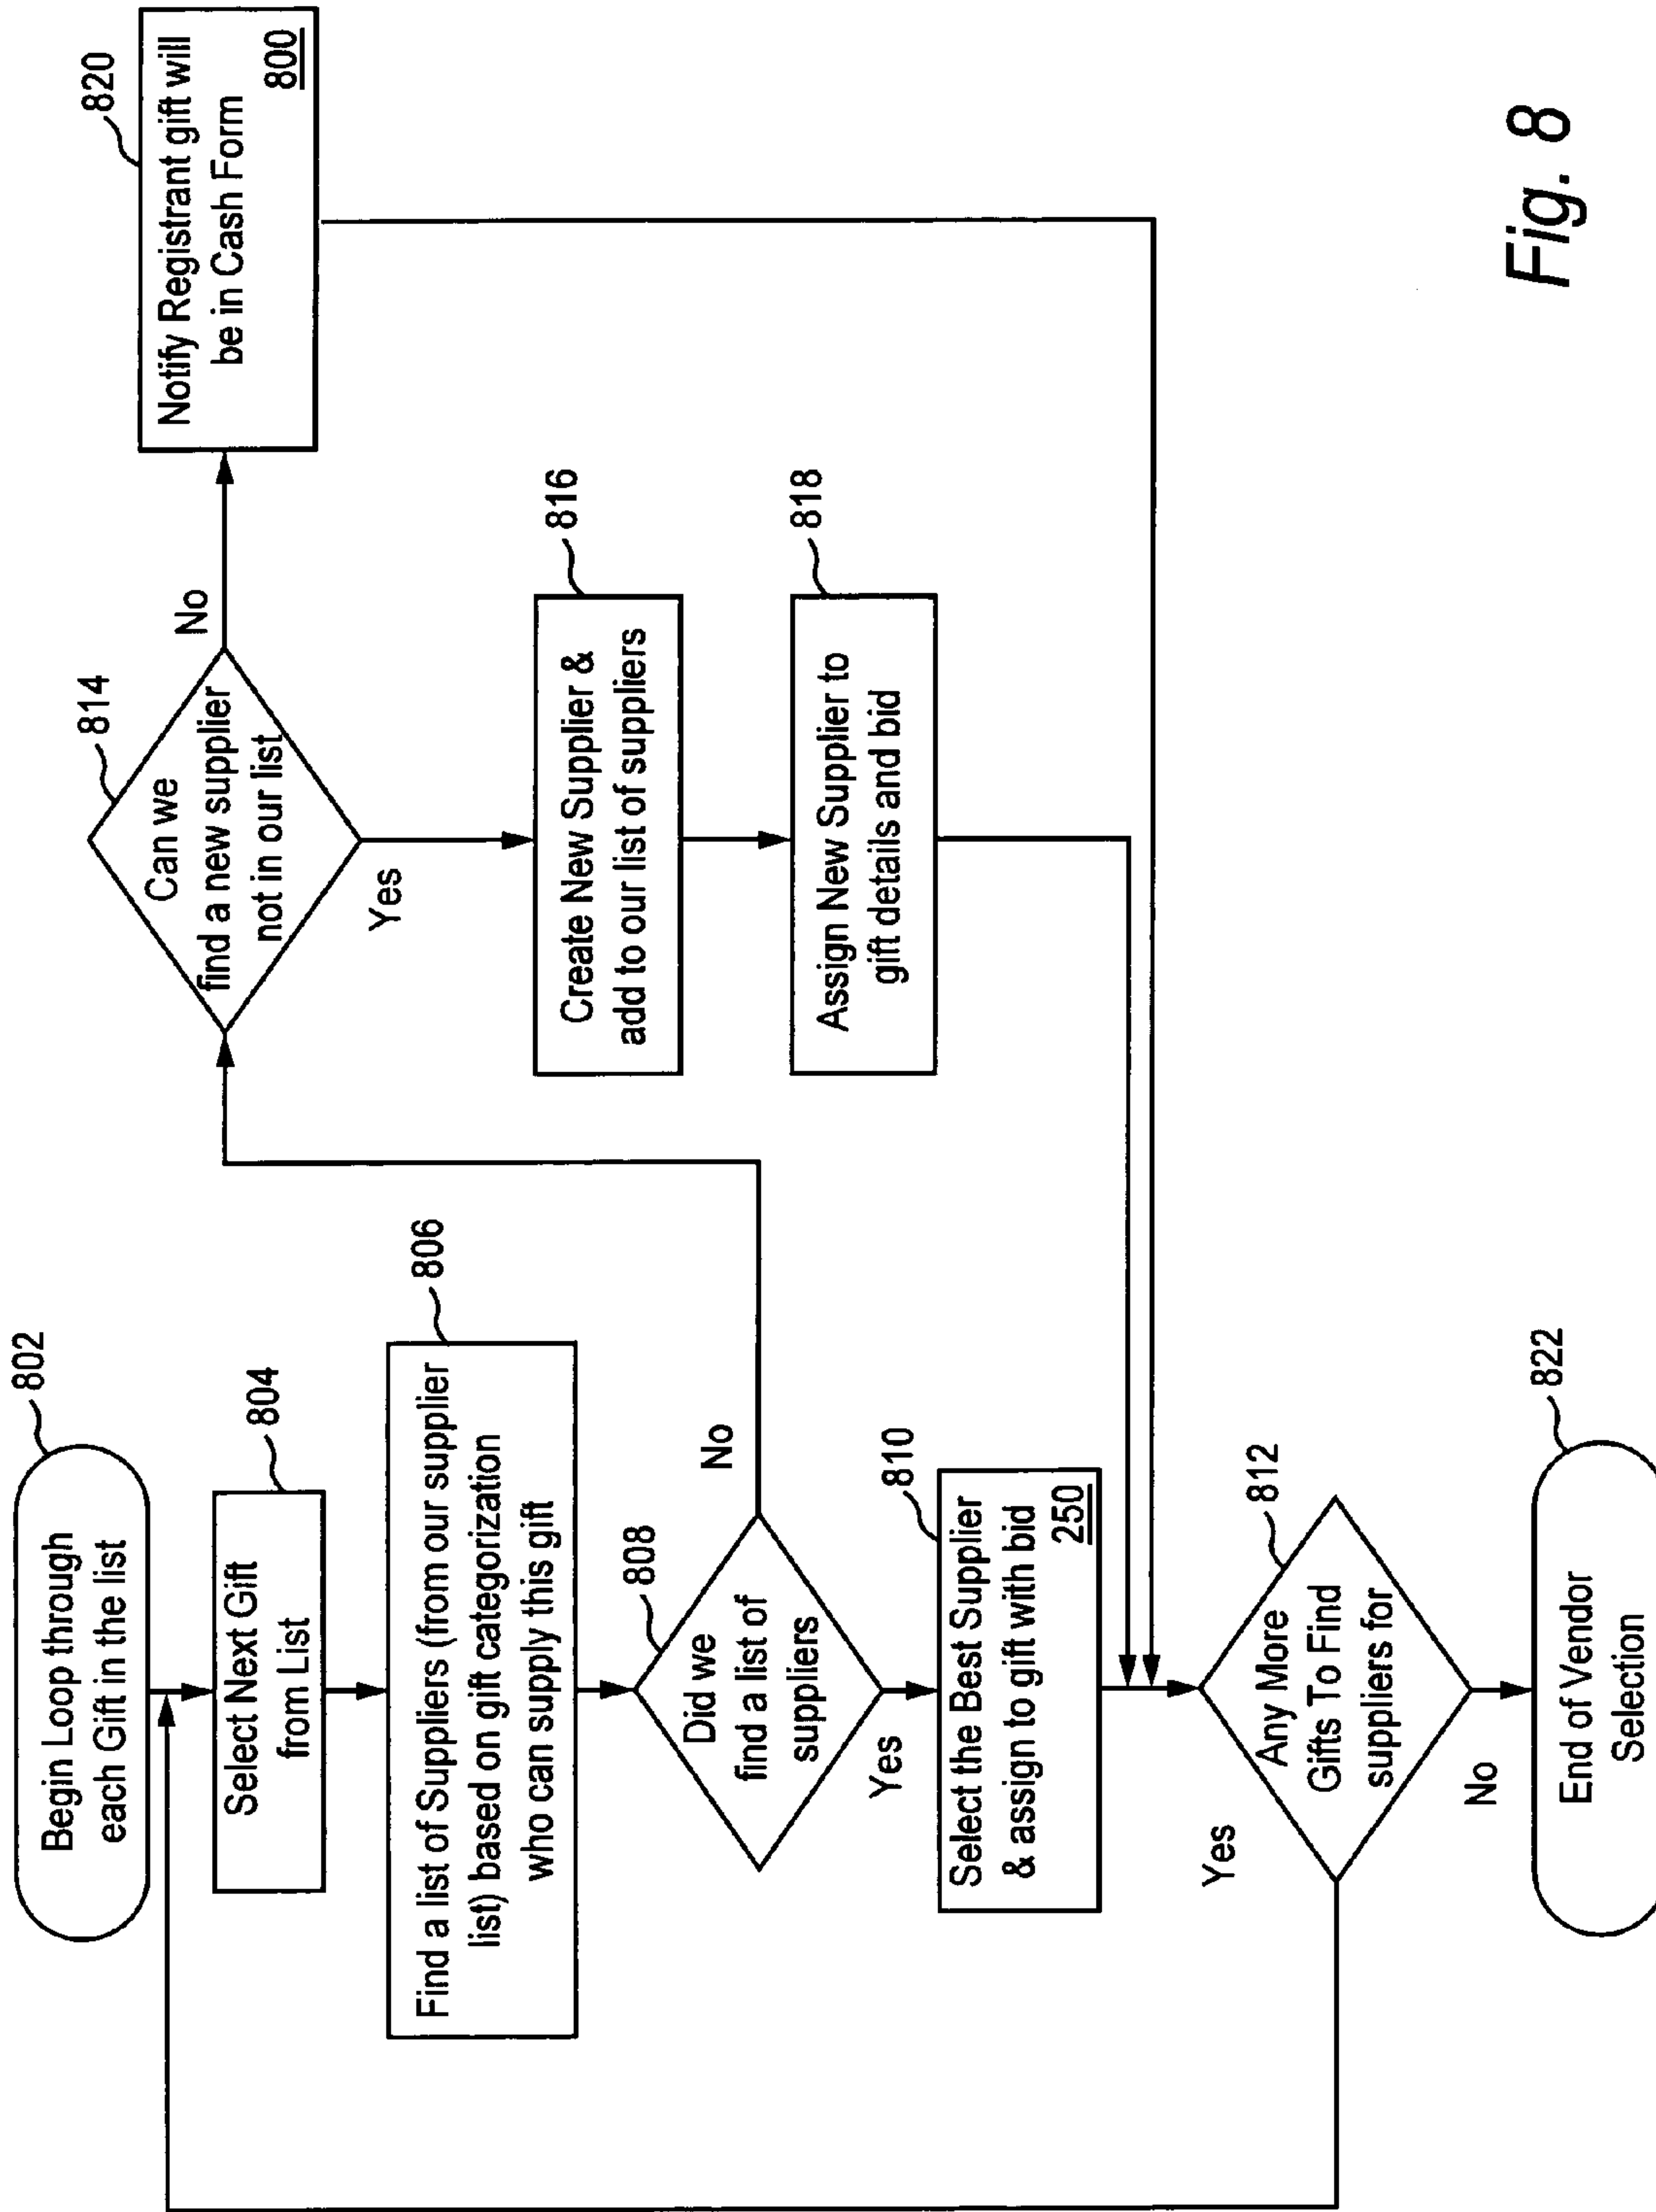 802
Begin Loop through
each Gift in the list
804
Select Next Gift
from List
806
Find a list of Suppliers (from our supplier
list) based on gift categorization
who can supply this gift
808
Did we
find a list of
suppliers
No
Yes
810
Select the Best Supplier
& assign to gift with bid
250
812
Any More
Gifts To Find
suppliers for
Yes
No
822
End of Vendor
Selection
814
Can we
find a new supplier
not in our list
No
Yes
816
Create New Supplier &
add to our list of suppliers
818
Assign New Supplier to
gift details and bid
820
Notify Registrant gift will
be in Cash Form
800
Fig. 8